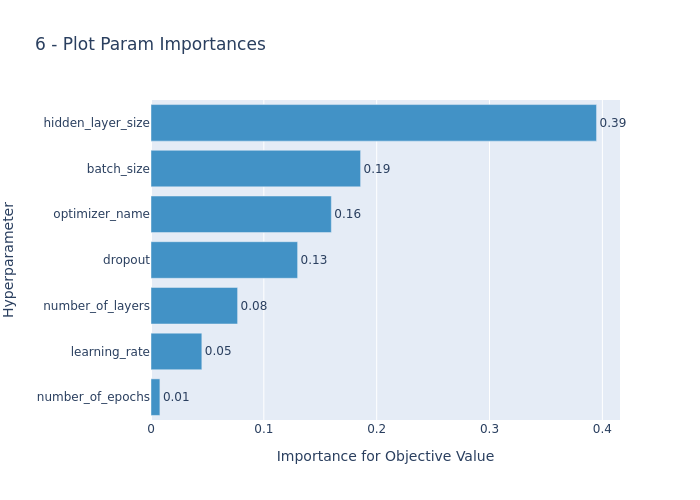 6 - Plot Param Importances
hidden_layer_size
0.39
batch_size
0.19
optimizer_name
0.16
dropout
0.13
number_of_layers
0.08
learning_rate
0.05
number_of_epochs
0.01
0
0.1
0.2
0.3
0.4
Importance for Objective Value
Hyperparameter